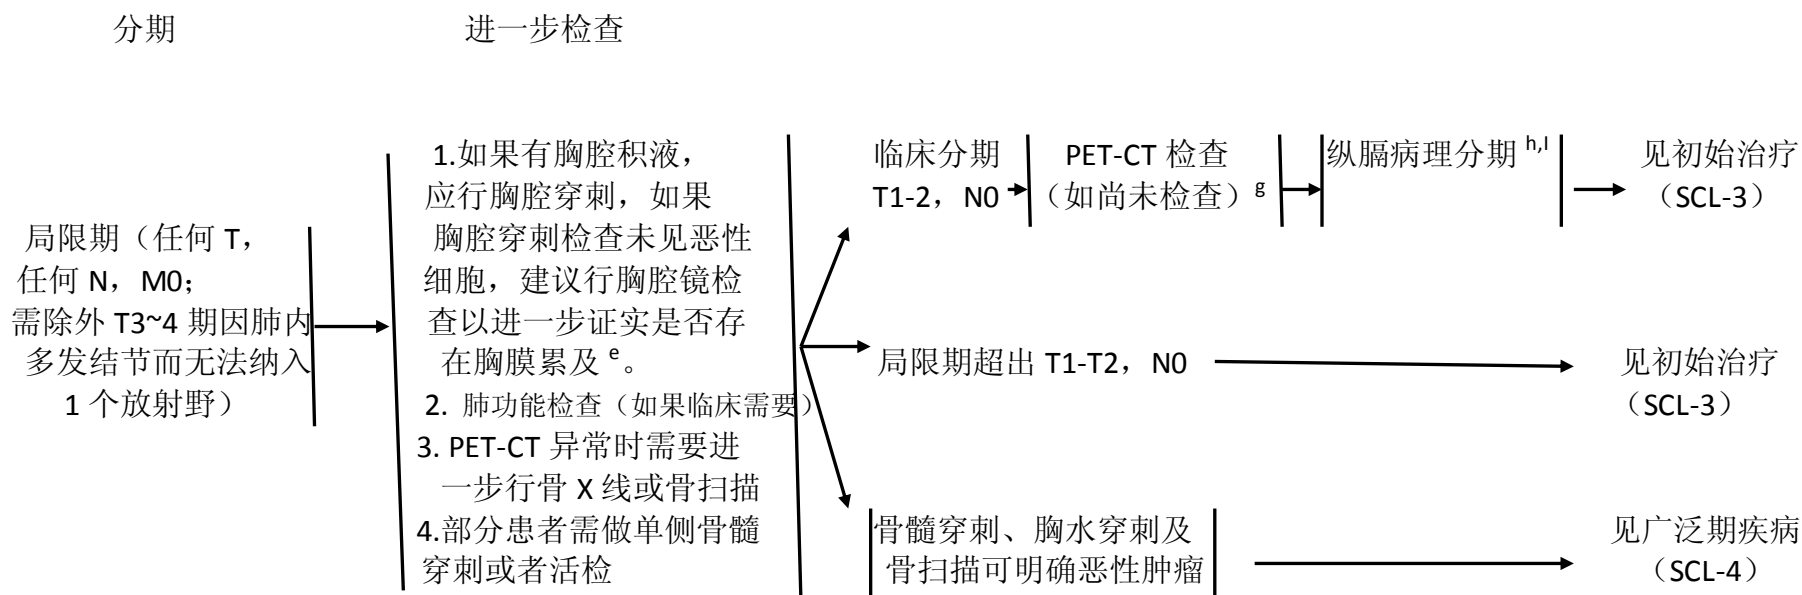 分期
进一步检查
局限期（任何 T，
任何 N，M0；
需除外 T3~4 期因肺内
多发结节而无法纳入
1 个放射野）
1.如果有胸腔积液，
应行胸腔穿刺，如果
胸腔穿刺检查未见恶性
细胞，建议行胸腔镜检
查以进一步证实是否存
在胸膜累及 e。
2. 肺功能检查（如果临床需要）
3. PET-CT 异常时需要进
一步行骨 X 线或骨扫描
4.部分患者需做单侧骨髓
穿刺或者活检
临床分期
T1-2，N0
PET-CT 检查
（如尚未检查）g
纵膈病理分期 h,I
见初始治疗
（SCL-3）
局限期超出 T1-T2，N0
见初始治疗
（SCL-3）
骨髓穿刺、胸水穿刺及
骨扫描可明确恶性肿瘤
见广泛期疾病
（SCL-4）